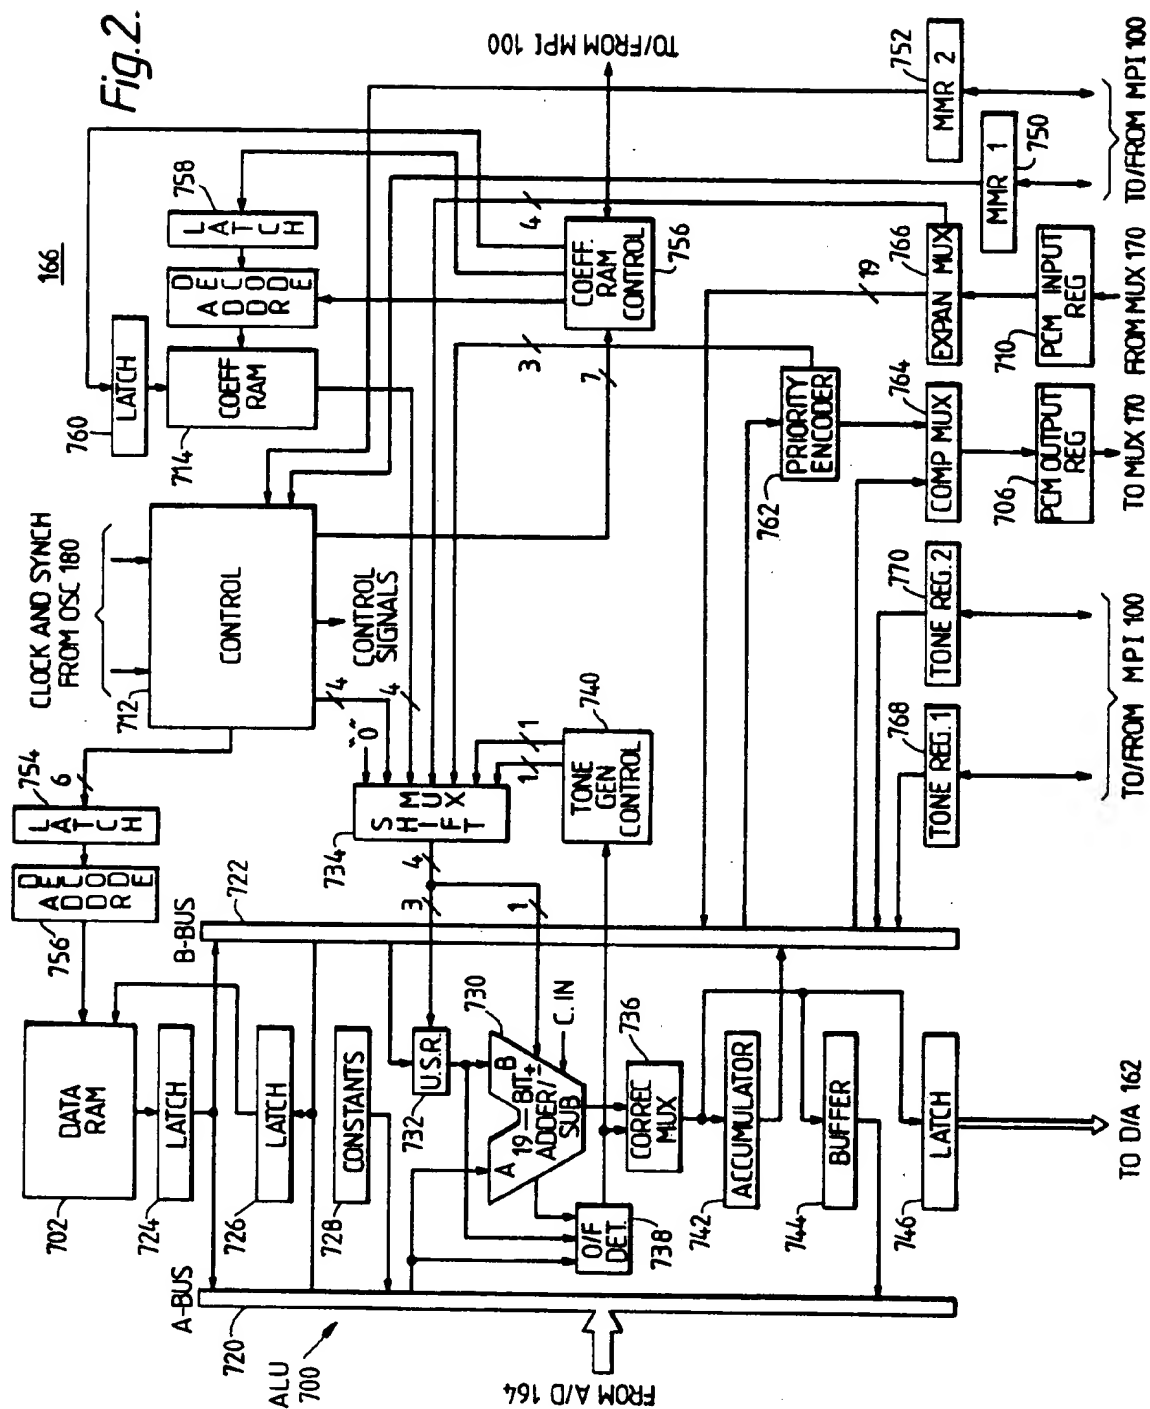 Fig.2.
166
CLOCK AND SYNCH
FROM OSC 180
754
LATCH
6
ADDR
DECODE
756
DATA
RAM
702
712
CONTROL
CONTROL
SIGNALS
4
760
LATCH
714
COEFF
RAM
ADDR
DECODE
LATCH
758
TO/FROM MPI 100
COEFF.
RAM
CONTROL
756
4
7
3
"0"
4
SHIFT
MUX
734
4
3
1
1
1
TONE
GEN
CONTROL
740
A-BUS
720
B-BUS
722
ALU
700
724
LATCH
726
LATCH
728
CONSTANTS
732
U.S.R.
730
A
B
19-BIT
ADDER/
SUB
+
-
C. IN
O/F
DET.
738
CORREC
MUX
736
742
ACCUMULATOR
744
BUFFER
746
LATCH
FROM A/D 164
TO D/A 162
768
TONE REG. 1
770
TONE REG. 2
TO/FROM MPI 100
762
PRIORITY
ENCODER
764
COMP MUX
766
EXPAN MUX
19
706
PCM OUTPUT
REG
710
PCM INPUT
REG
TO MUX 170
FROM MUX 170
MMR 1
750
MMR 2
752
TO/FROM MPI 100